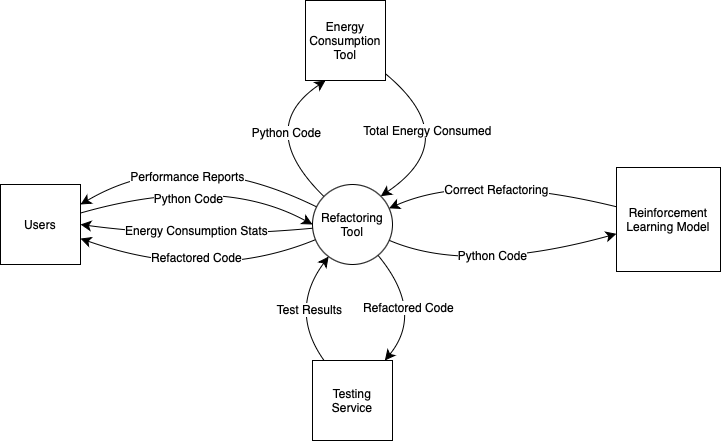 Energy
Consumption
Tool
Python Code
Total Energy Consumed
Performance Reports
Python Code
Energy Consumption Stats
Refactored Code
Users
Refactoring
Tool
Correct Refactoring
Python Code
Reinforcement
Learning Model
Test Results
Refactored Code
Testing
Service